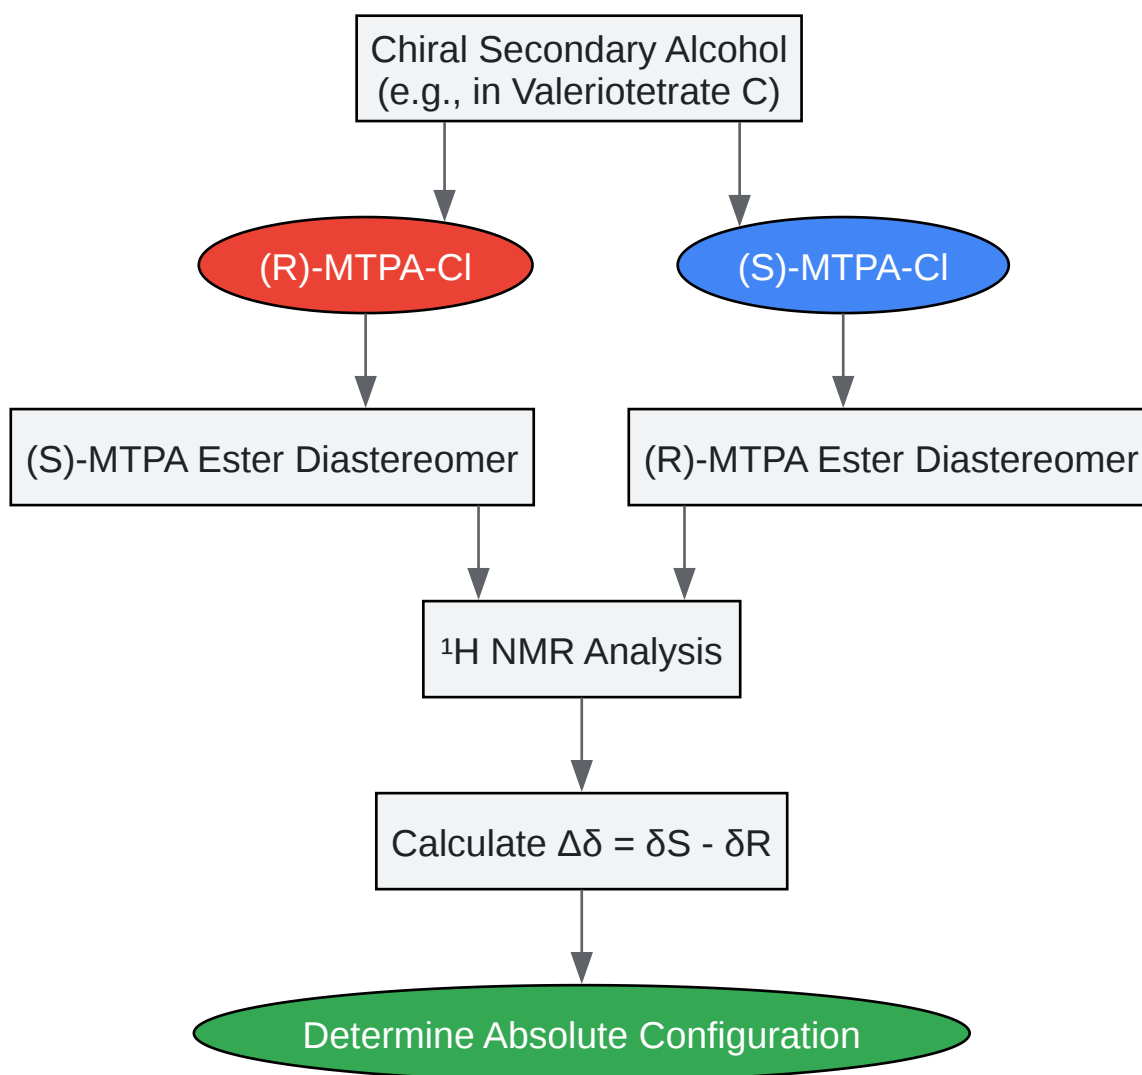 Chiral Secondary Alcohol
(e.g., in Valeriotetrate C)
(R)-MTPA-Cl
(S)-MTPA-Cl
(S)-MTPA Ester Diastereomer
(R)-MTPA Ester Diastereomer
¹H NMR Analysis
Calculate Δδ = δS - δR
Determine Absolute Configuration